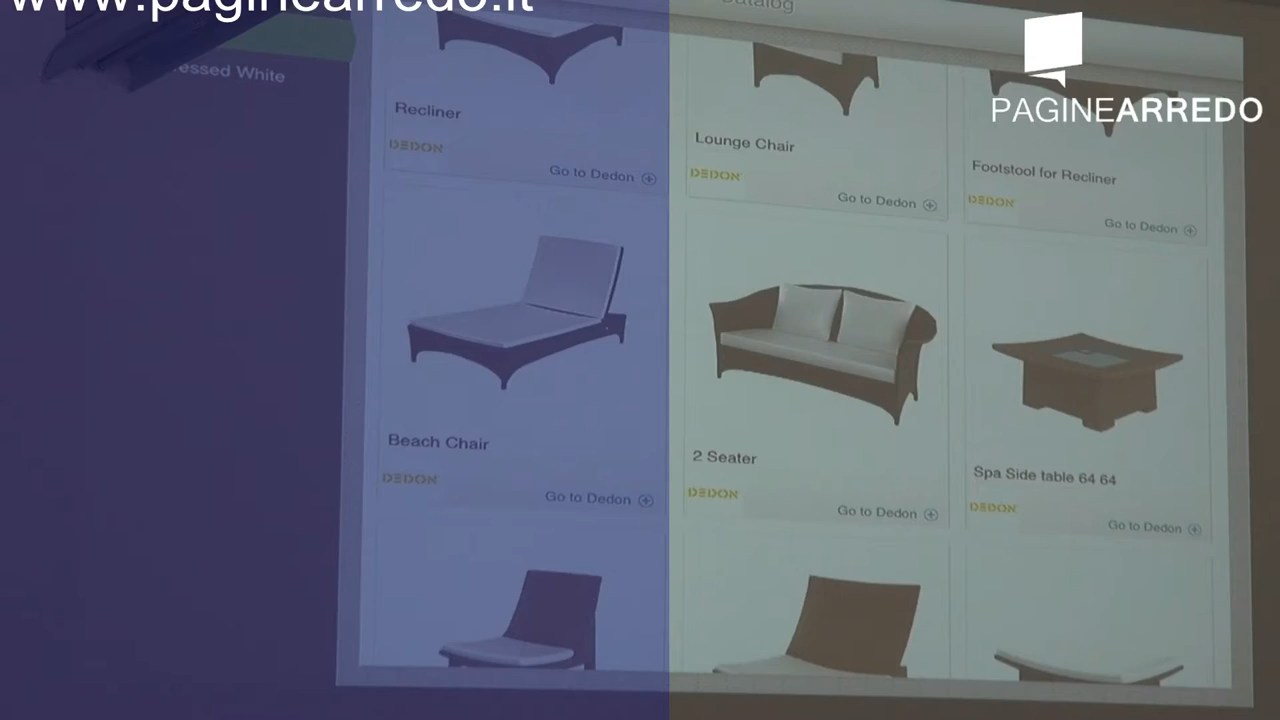 www.paginearredo.it
Catalog
PAGINEARREDO
essed White
Recliner
DEDON
Go to Dedon
Lounge Chair
DEDON
Go to Dedon
Footstool for Recliner
DEDON
Go to Dedon
Beach Chair
DEDON
Go to Dedon
2 Seater
DEDON
Go to Dedon
Spa Side table 64 64
DEDON
Go to Dedon